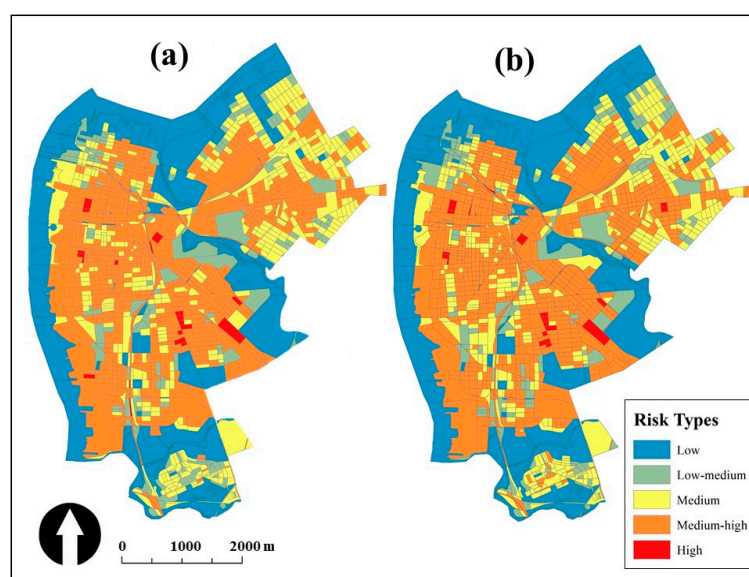 (a)
(b)
Risk Types
Low
Low-medium
Medium
Medium-high
High
0 1000 2000 m